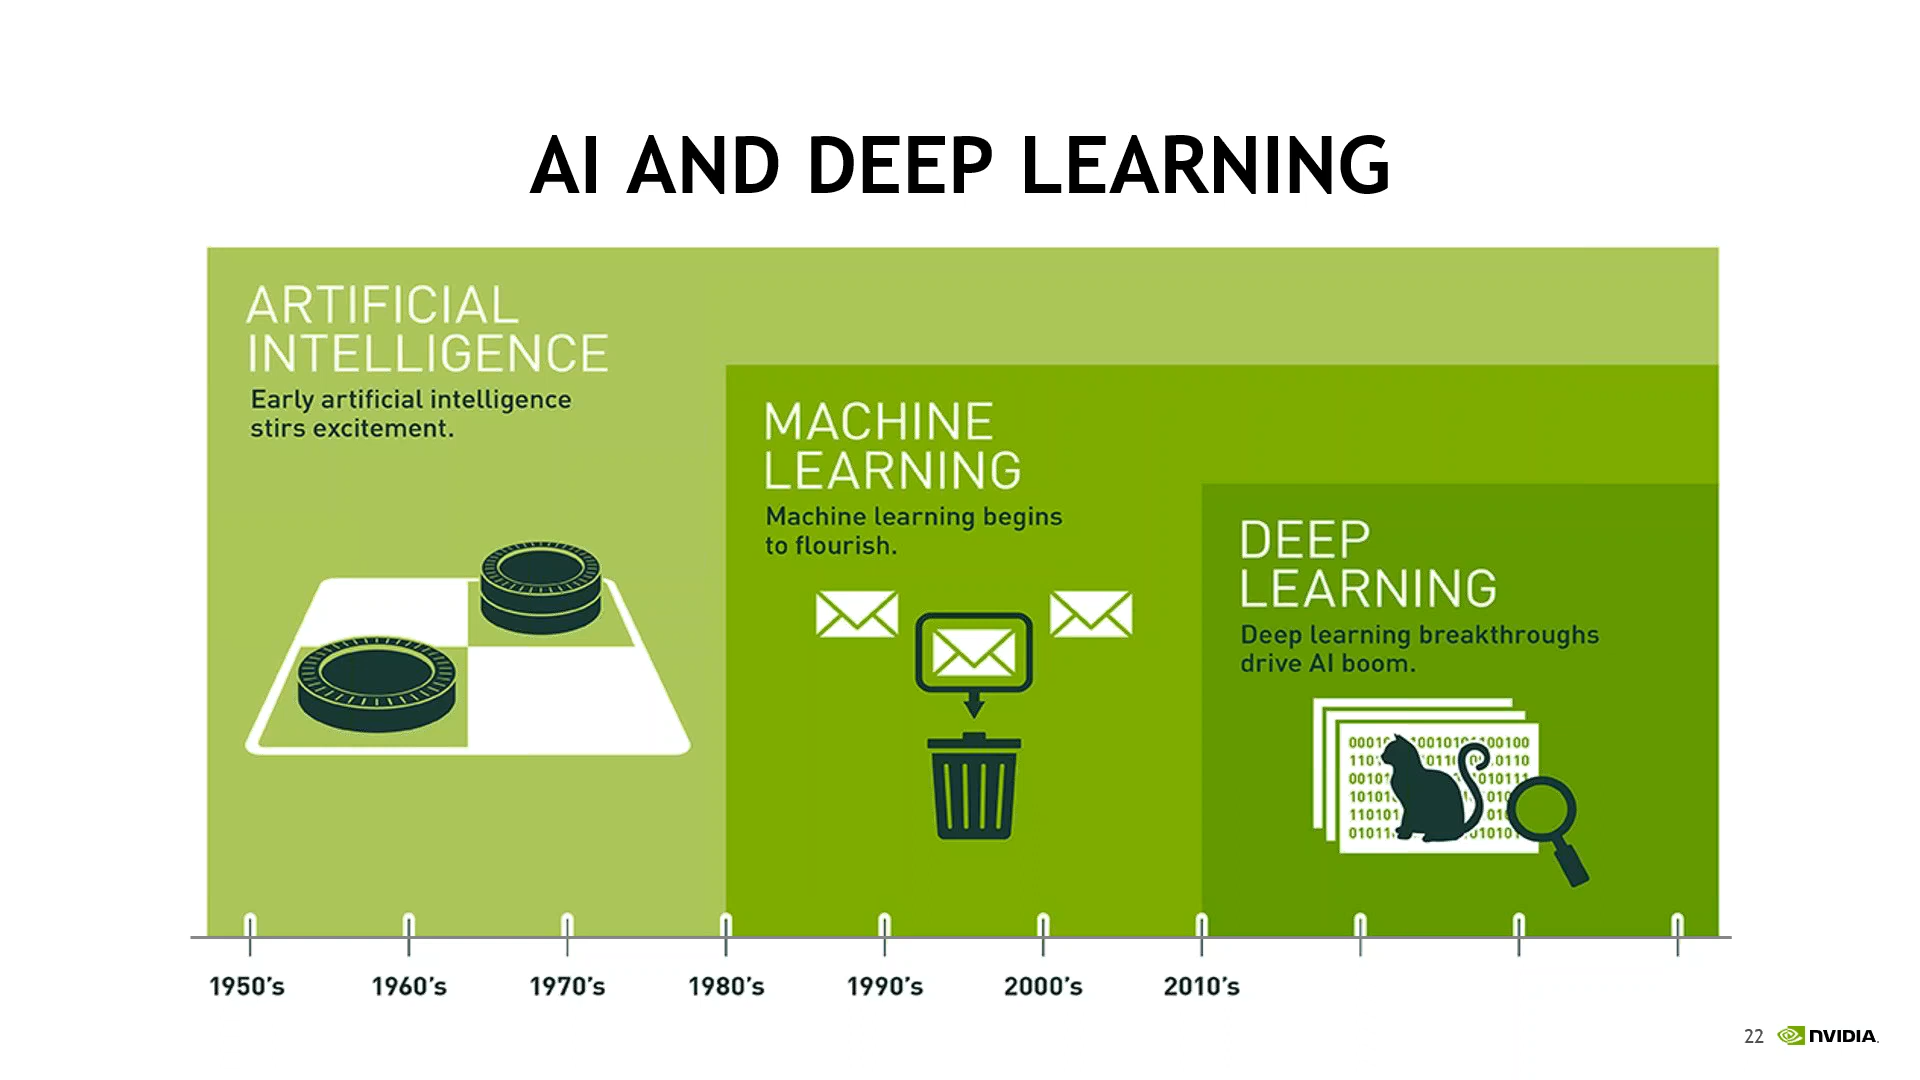 AI AND DEEP LEARNING
ARTIFICIAL
INTELLIGENCE
Early artificial intelligence
stirs excitement.
MACHINE
LEARNING
Machine learning begins
to flourish.
DEEP
LEARNING
Deep learning breakthroughs
drive AI boom.
1950's
1960's
1970's
1980's
1990's
2000's
2010's
22
NVIDIA.